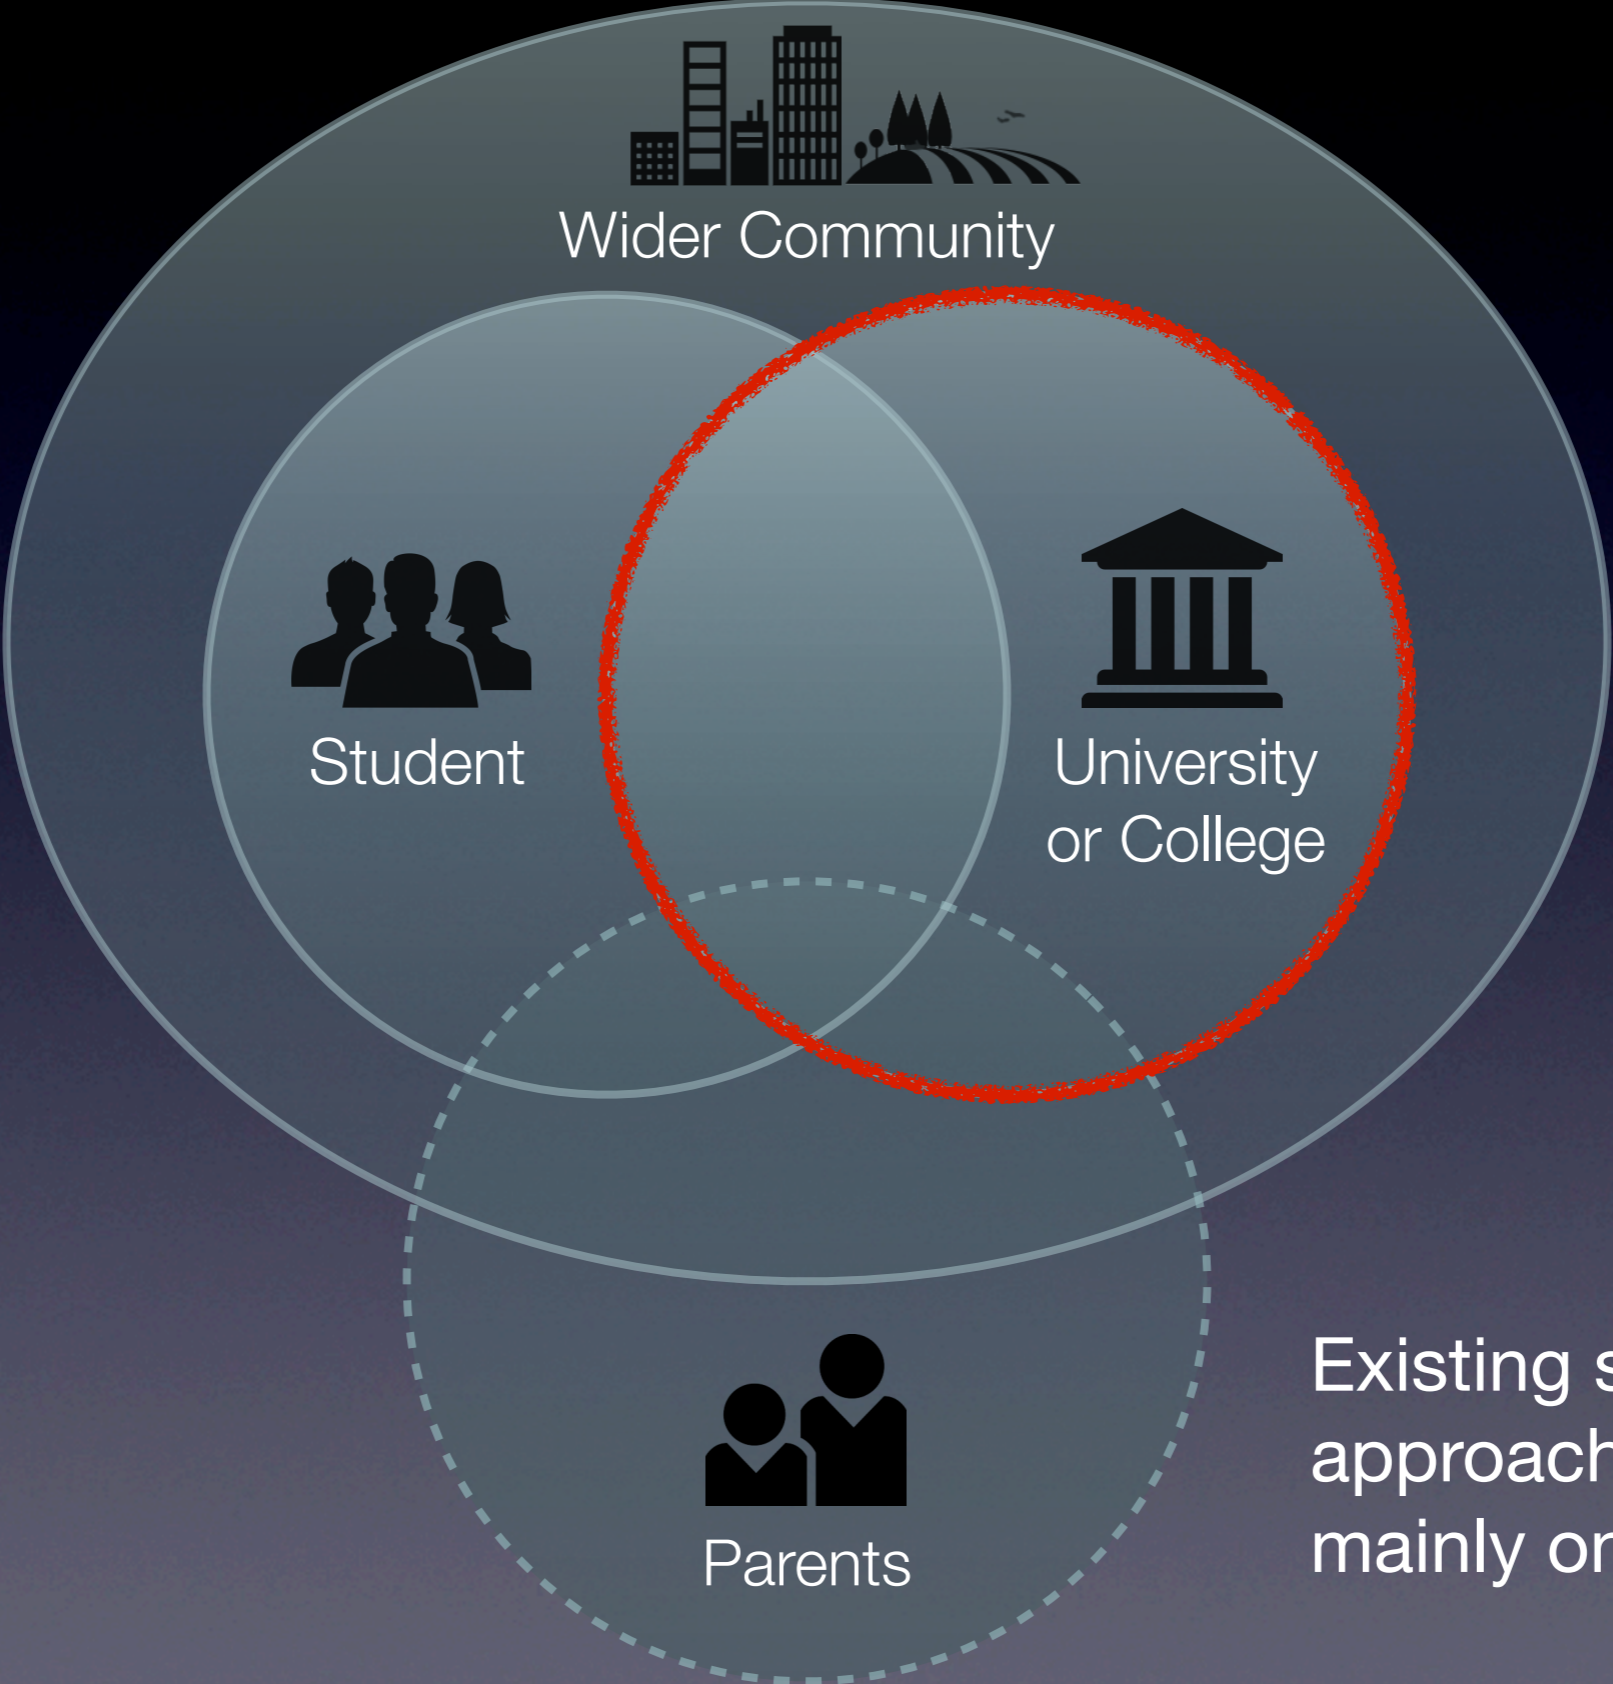 Wider Community
Student
University
or College
Parents
Existing
approach
mainly